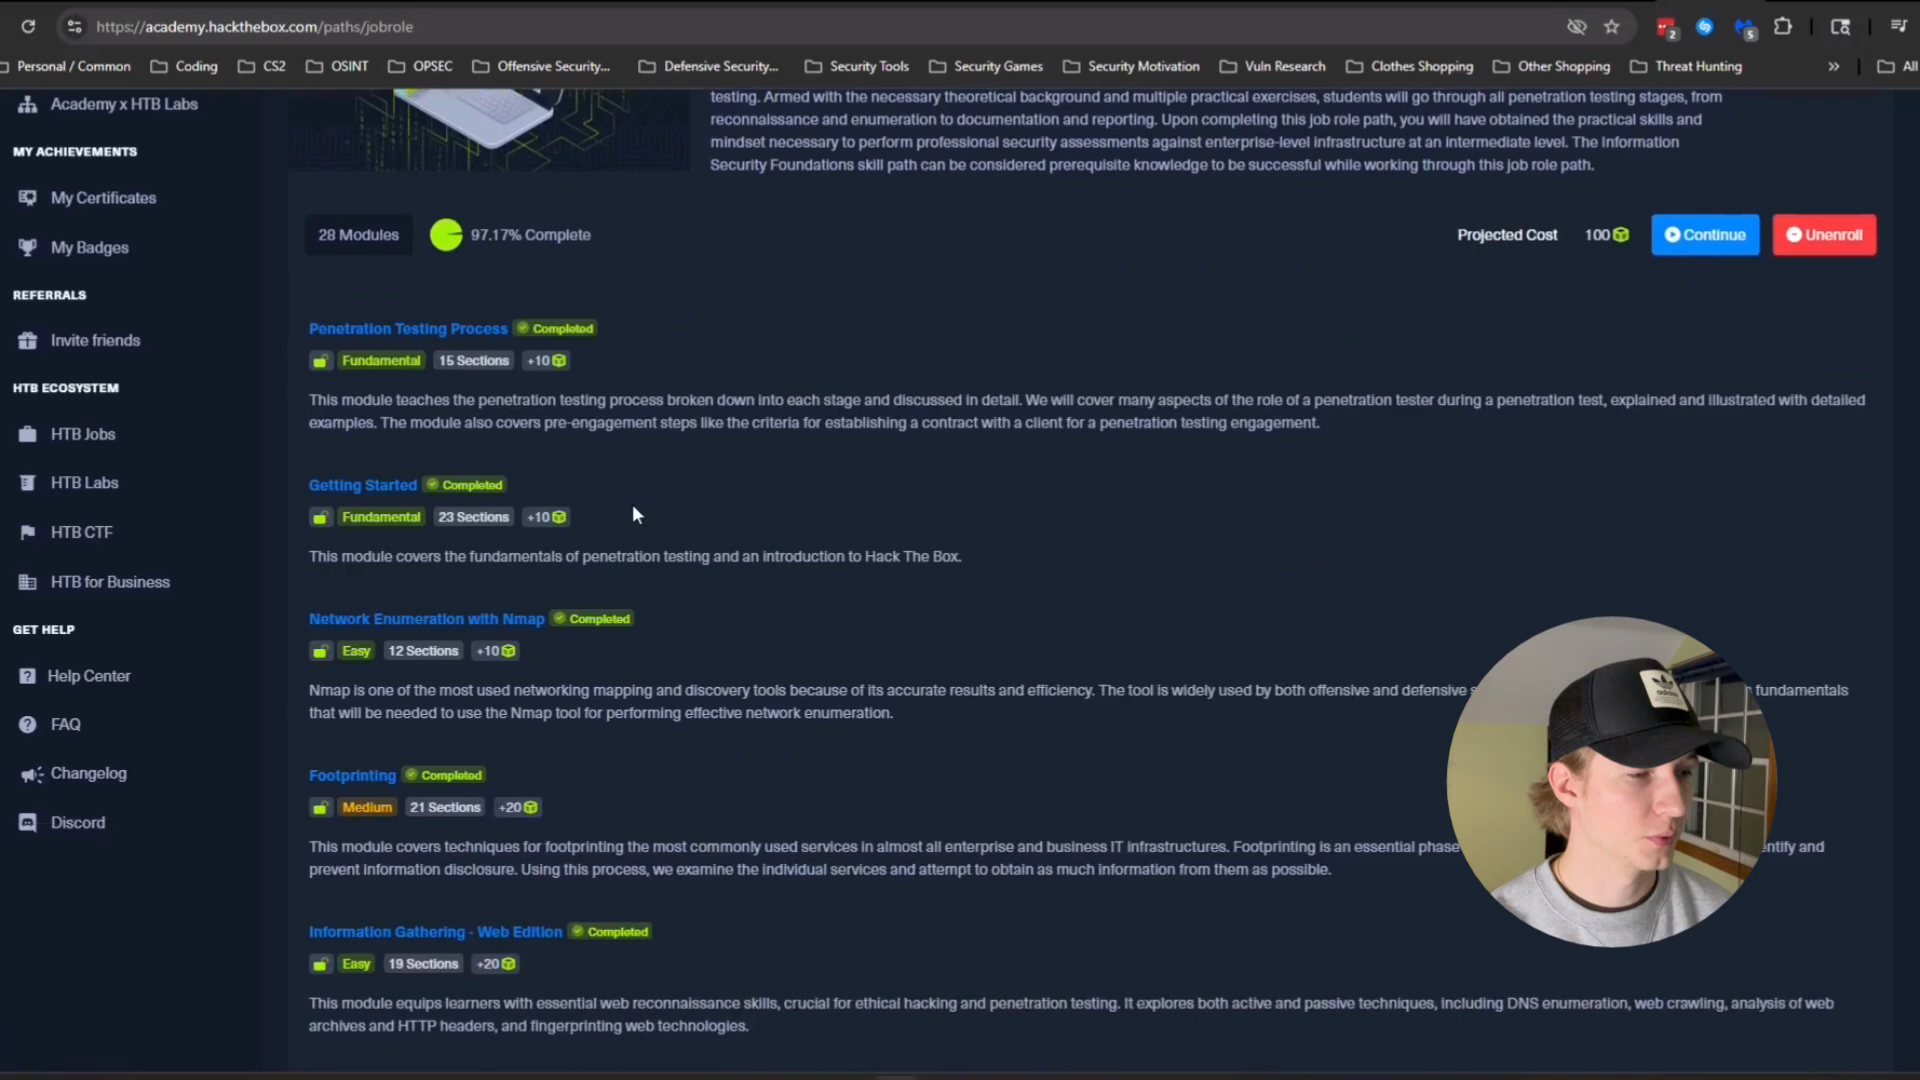 https://academy.hackthebox.com/paths/jobrole
2
5
Personal / Common
Coding
CS2
OSINT
OPSEC
Offensive Security...
Defensive Security...
Security Tools
Security Games
Security Motivation
Vuln Research
Clothes Shopping
Other Shopping
Threat Hunting
»
All
Academy x HTB Labs
MY ACHIEVEMENTS
My Certificates
My Badges
REFERRALS
Invite friends
HTB ECOSYSTEM
HTB Jobs
HTB Labs
HTB CTF
HTB for Business
GET HELP
Help Center
FAQ
Changelog
Discord
testing. Armed with the necessary theoretical background and multiple practical exercises, students will go through all penetration testing stages, from
reconnaissance and enumeration to documentation and reporting. Upon completing this job role path, you will have obtained the practical skills and
mindset necessary to perform professional security assessments against enterprise-level infrastructure at an intermediate level. The Information
Security Foundations skill path can be considered prerequisite knowledge to be successful while working through this job role path.
28 Modules
97.17% Complete
Projected Cost
100
Continue
Unenroll
Penetration Testing Process Completed
Fundamental 15 Sections +10
This module teaches the penetration testing process broken down into each stage and discussed in detail. We will cover many aspects of the role of a penetration tester during a penetration test, explained and illustrated with detailed
examples. The module also covers pre-engagement steps like the criteria for establishing a contract with a client for a penetration testing engagement.
Getting Started Completed
Fundamental 23 Sections +10
This module covers the fundamentals of penetration testing and an introduction to Hack The Box.
Network Enumeration with Nmap Completed
Easy 12 Sections +10
Nmap is one of the most used networking mapping and discovery tools because of its accurate results and efficiency. The tool is widely used by both offensive and defensive fundamentals
that will be needed to use the Nmap tool for performing effective network enumeration.
Footprinting Completed
Medium 21 Sections +20
This module covers techniques for footprinting the most commonly used services in almost all enterprise and business IT infrastructures. Footprinting is an essential phase entify and
prevent information disclosure. Using this process, we examine the individual services and attempt to obtain as much information from them as possible.
Information Gathering - Web Edition Completed
Easy 19 Sections +20
This module equips learners with essential web reconnaissance skills, crucial for ethical hacking and penetration testing. It explores both active and passive techniques, including DNS enumeration, web crawling, analysis of web
archives and HTTP headers, and fingerprinting web technologies.
adidas